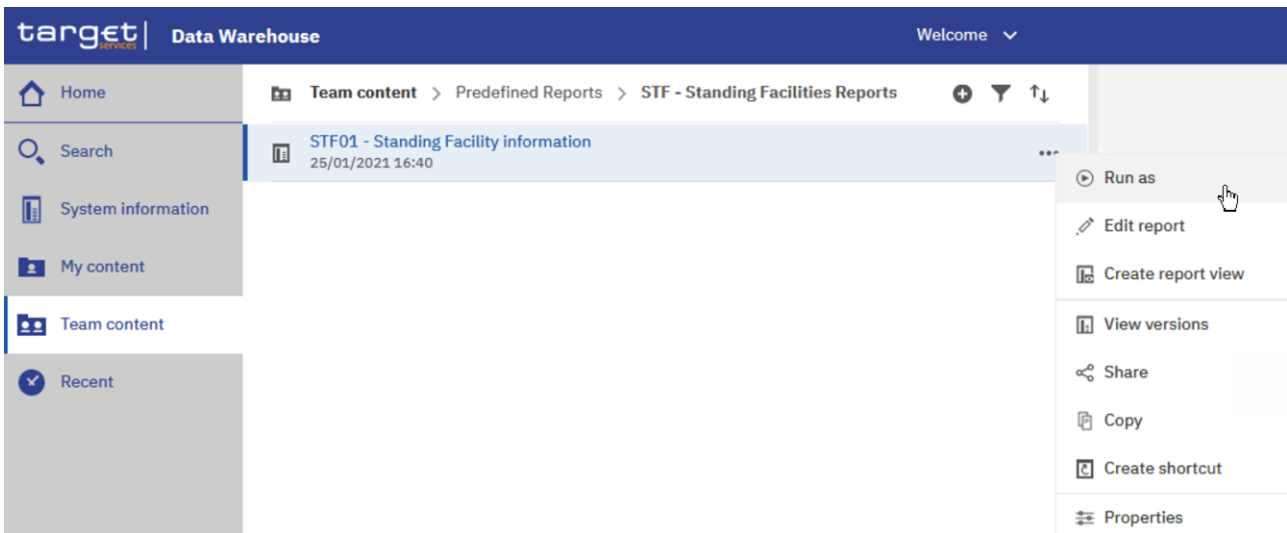 target| Data Warehouse Welcome
services
Home
Team content > Predefined Reports > STF - Standing Facilities Reports
Search
STF01 - Standing Facility information
25/01/2021 16:40
System information
My content
Team content
Recent
Run as
Edit report
Create report view
View versions
Share
Copy
Create shortcut
Properties